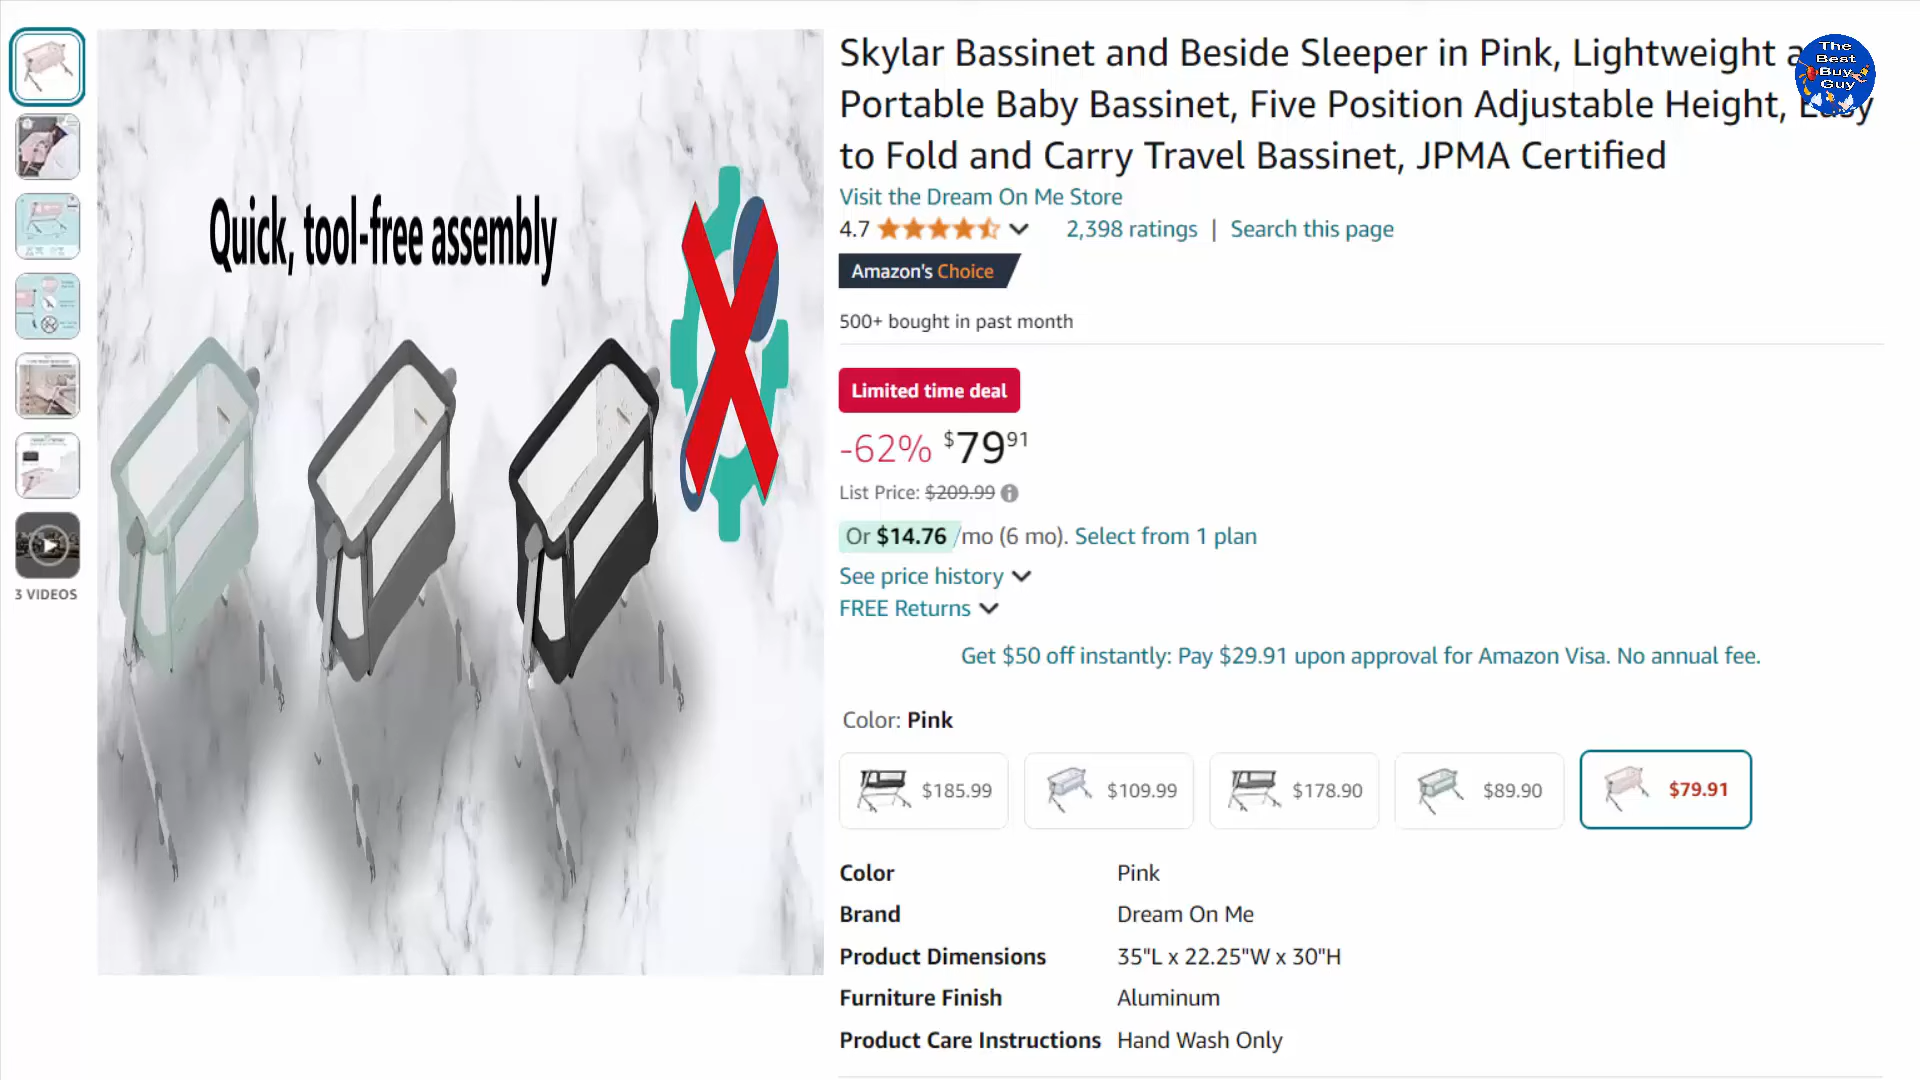 Skylar Bassinet and Beside Sleeper in Pink, Lightweight a
Portable Baby Bassinet, Five Position Adjustable Height, Easy
to Fold and Carry Travel Bassinet, JPMA Certified
The
Best
Buy
Guy
Visit the Dream On Me Store
4.7
2,398 ratings | Search this page
Amazon's Choice
500+ bought in past month
Quick, tool-free assembly
Limited time deal
-62% $7991
List Price: $209.99
Or $14.76 /mo (6 mo). Select from 1 plan
See price history
FREE Returns
3 VIDEOS
Get $50 off instantly: Pay $29.91 upon approval for Amazon Visa. No annual fee.
Color: Pink
$185.99
$109.99
$178.90
$89.90
$79.91
Color Pink
Brand Dream On Me
Product Dimensions 35"L x 22.25"W x 30"H
Furniture Finish Aluminum
Product Care Instructions Hand Wash Only